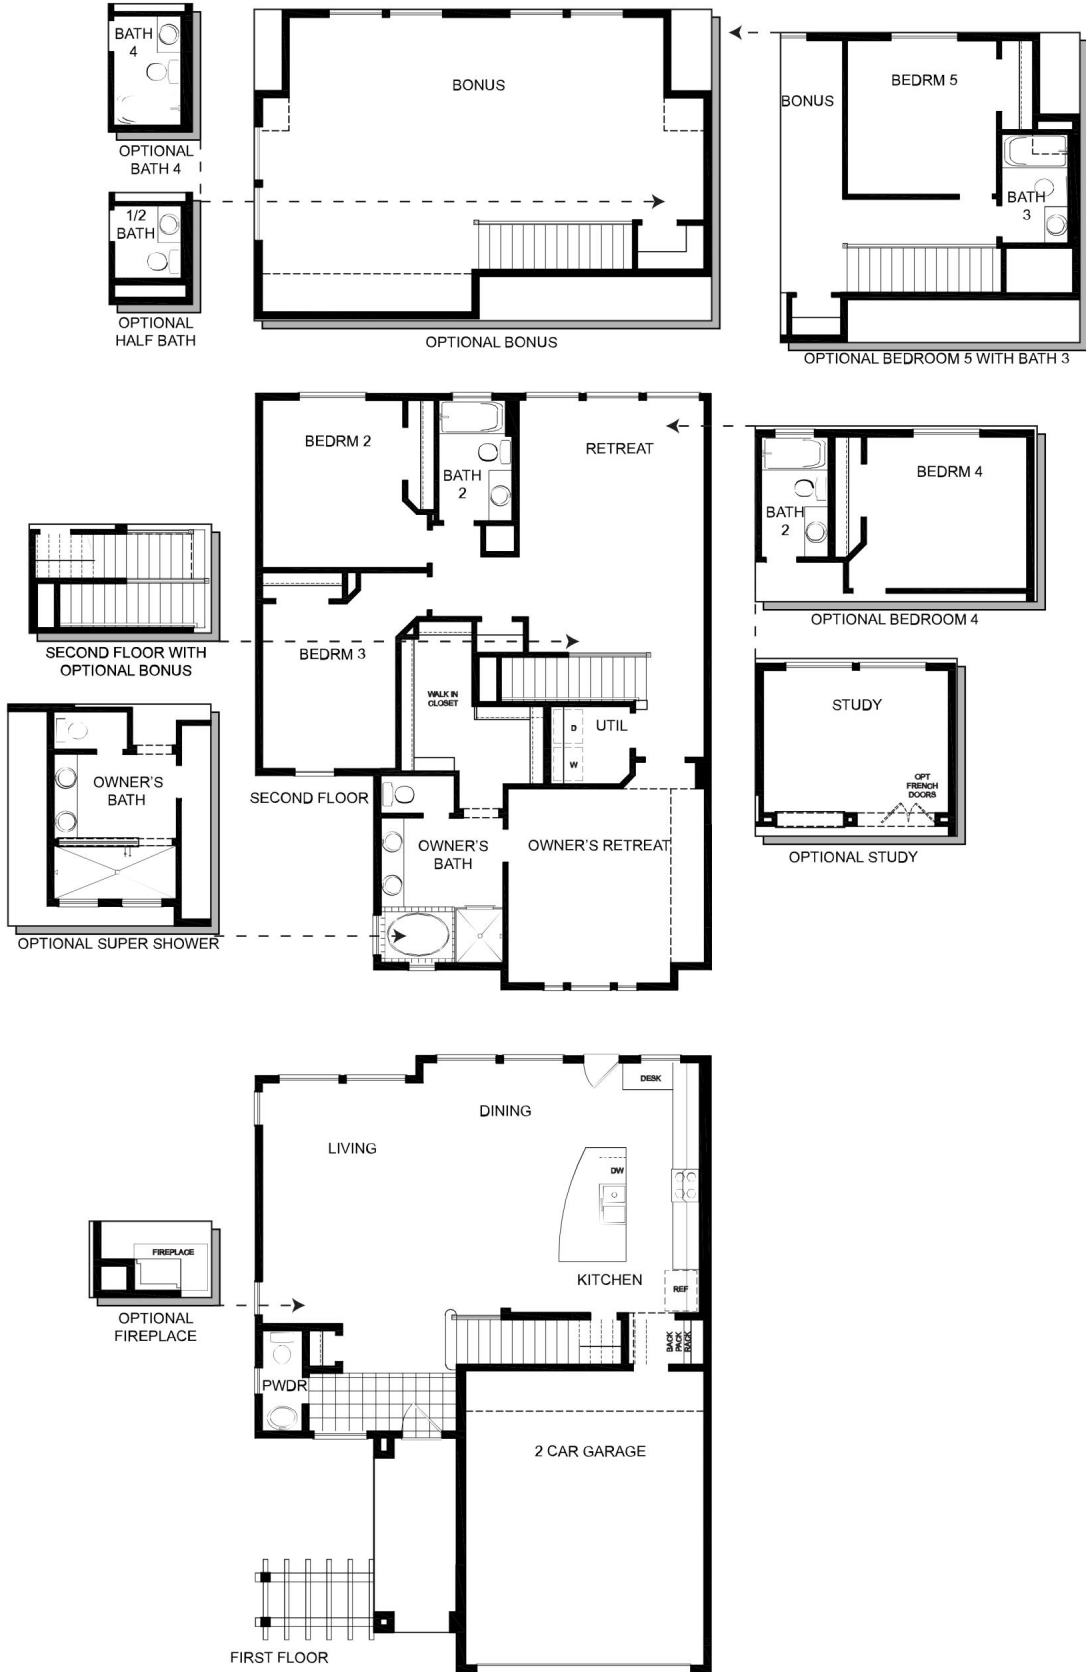 BATH
4
OPTIONAL
BATH 4
1/2
BATH
OPTIONAL
HALF BATH
BONUS
OPTIONAL BONUS
BONUS
BEDRM 5
BATH
3
OPTIONAL BEDROOM 5 WITH BATH 3
BEDRM 2
BATH
2
RETREAT
BEDRM 3
WALK IN
CLOSET
D
W
UTIL
SECOND FLOOR
OWNER'S
BATH
OWNER'S RETREAT
SECOND FLOOR WITH
OPTIONAL BONUS
OWNER'S
BATH
OPTIONAL SUPER SHOWER
BATH
2
BEDRM 4
OPTIONAL BEDROOM 4
STUDY
OPT
FRENCH
DOORS
OPTIONAL STUDY
DESK
DINING
LIVING
DW
KITCHEN
REF
BACK
PACK
RACK
FIREPLACE
OPTIONAL
FIREPLACE
PWDR
2 CAR GARAGE
FIRST FLOOR